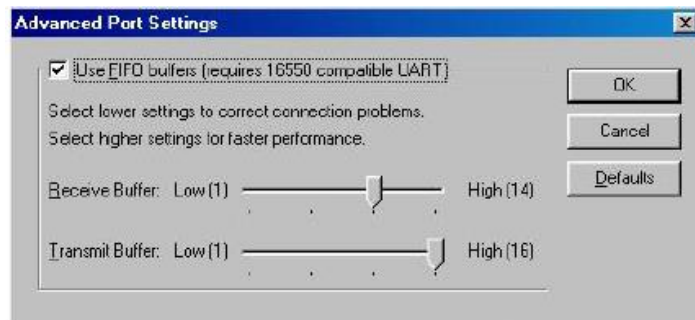 Advanced Port Settings
Use FIFO buffers (requires 16550 compatible UART)
OK
Select lower settings to correct connection problems.
Select higher settings for faster performance.
Cancel
Defaults
Receive Buffer: Low (1) High (14)
Transmit Buffer: Low (1) High (16)